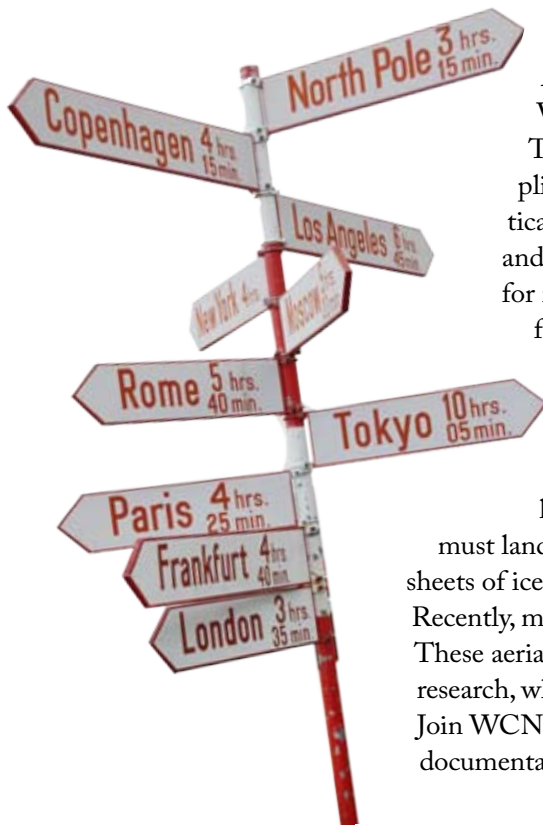 North Pole 3 hrs.
15 min.
Copenhagen 4 hrs.
15 min.
Los Angeles 6 hrs.
45 min.
New York 4 hrs.
Moscow
Rome 5 hrs.
40 min.
Tokyo 10 hrs.
05 min.
Paris 4 hrs.
25 min.
Frankfurt 4 hrs
40 min.
London 3 hrs.
35 min.
T
pli
tica
and
for
f
must land
sheets of ice
Recently, m
These aeria
research, w
Join WCN
documenta